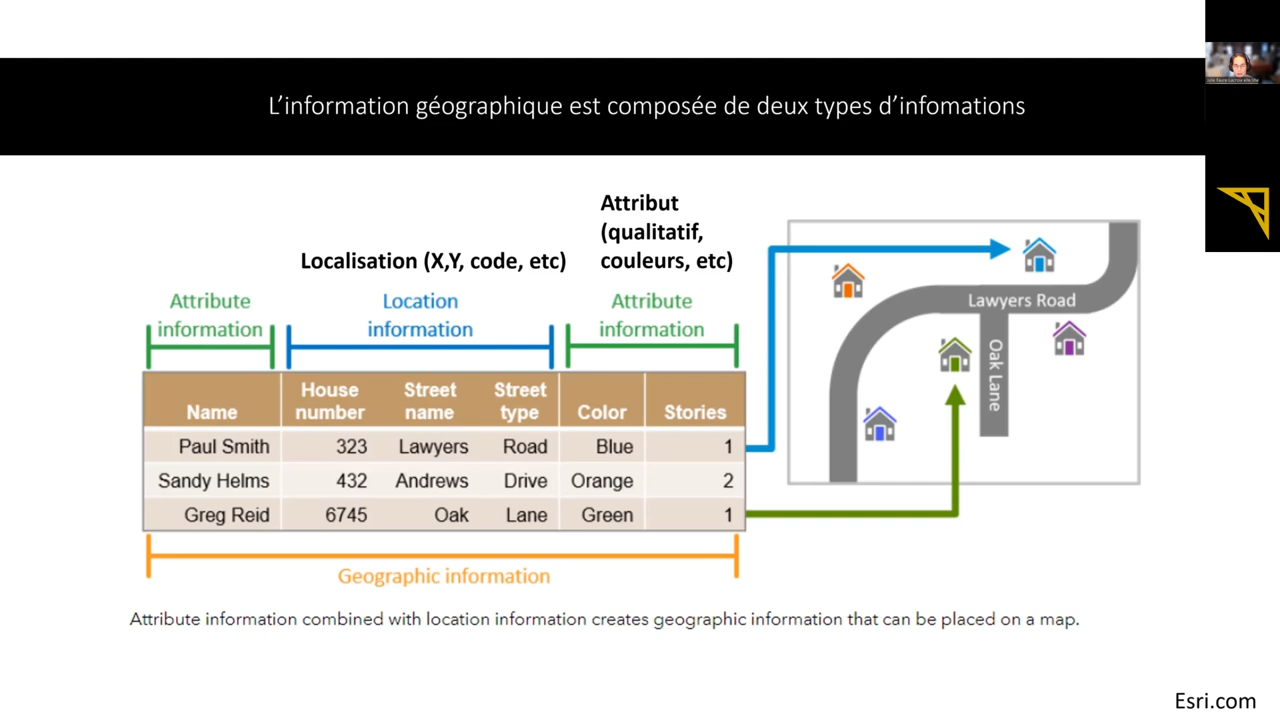 L’information géographique est composée de deux types d’infomations
Attribut
(qualitatif,
couleurs, etc)
Localisation (X,Y, code, etc)
Attribute
information
Location
information
Attribute
information
Name House number Street name Street type Color Stories
Paul Smith 323 Lawyers Road Blue 1
Sandy Helms 432 Andrews Drive Orange 2
Greg Reid 6745 Oak Lane Green 1
Geographic information
Lawyers Road
Oak Lane
Attribute information combined with location information creates geographic information that can be placed on a map.
Esri.com